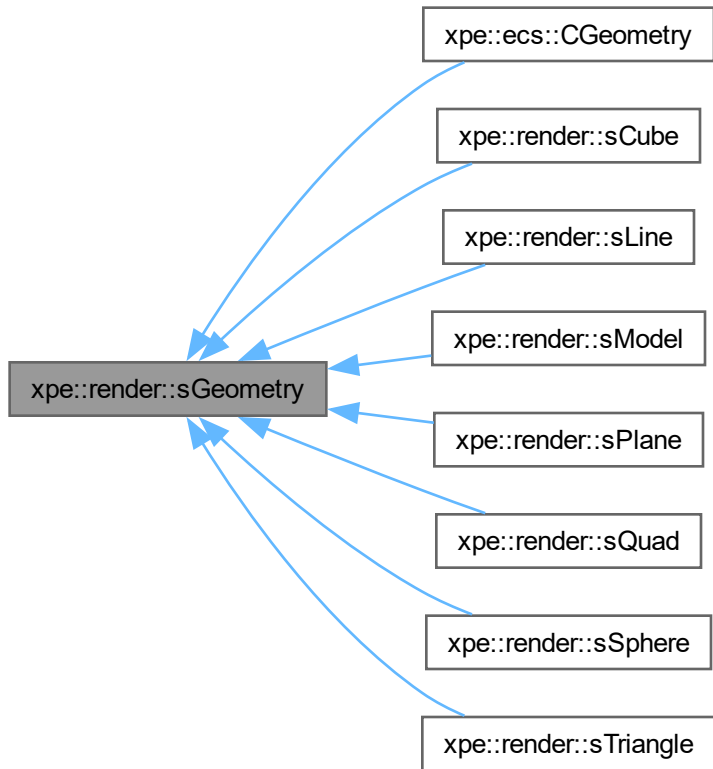 xpe::ecs::CGeometry
xpe::render::sCube
xpe::render::sLine
xpe::render::sModel
xpe::render::sGeometry
xpe::render::sPlane
xpe::render::sQuad
xpe::render::sSphere
xpe::render::sTriangle